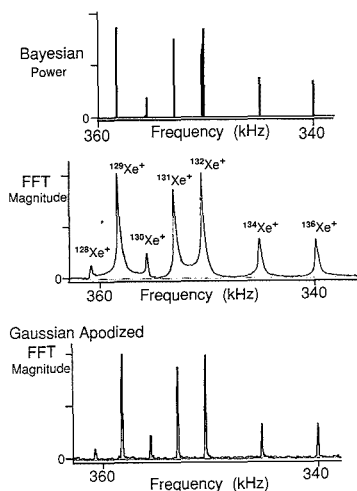 Bayesian
Power
0
360
Frequency (kHz)
340
FFT
Magnitude
¹²⁸Xe⁺
¹²⁹Xe⁺
¹³⁰Xe⁺
¹³¹Xe⁺
¹³²Xe⁺
¹³⁴Xe⁺
¹³⁶Xe⁺
0
360
Frequency (kHz)
340
Gaussian Apodized
FFT
Magnitude
0
360
Frequency (kHz)
340